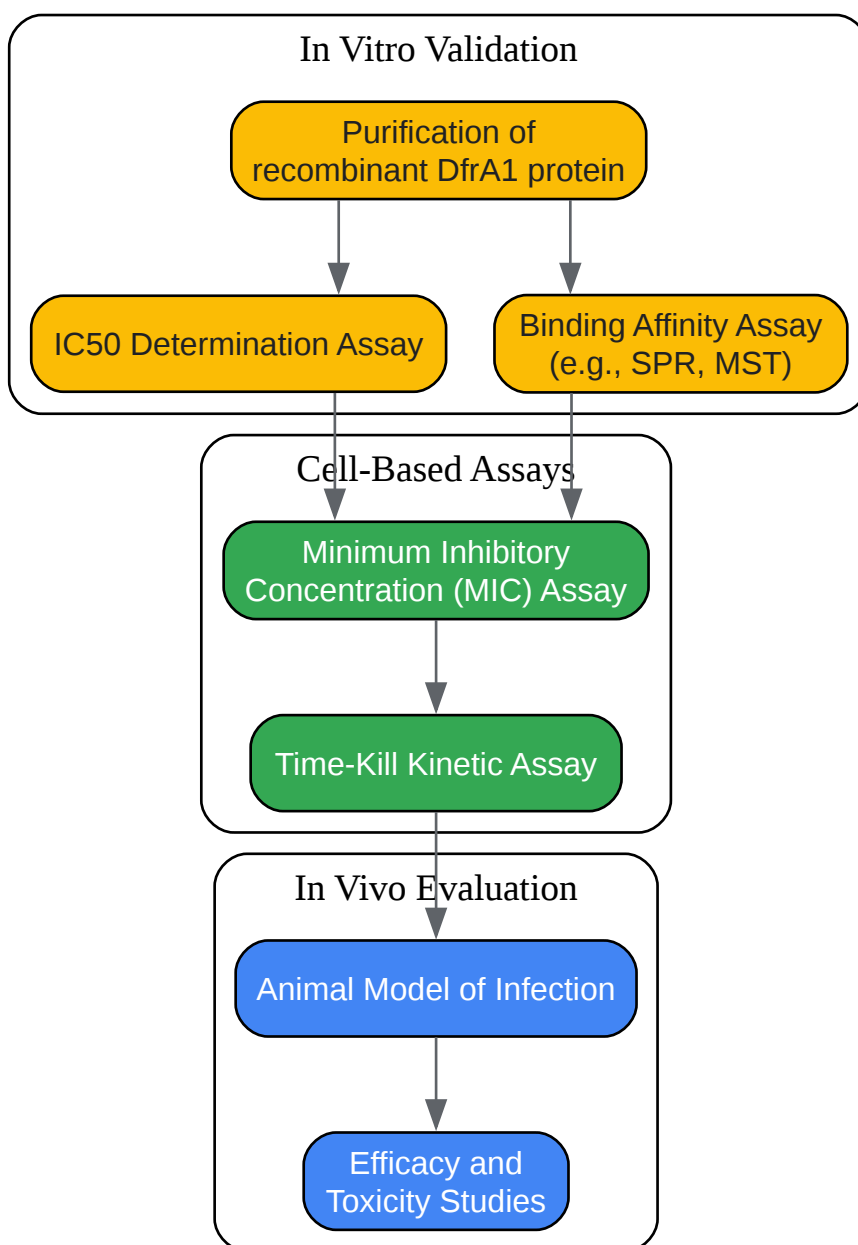 In Vitro Validation
Purification of
recombinant DfrA1 protein
IC50 Determination Assay
Binding Affinity Assay
(e.g., SPR, MST)
Cell-Based Assays
Minimum Inhibitory
Concentration (MIC) Assay
Time-Kill Kinetic Assay
In Vivo Evaluation
Animal Model of Infection
Efficacy and
Toxicity Studies